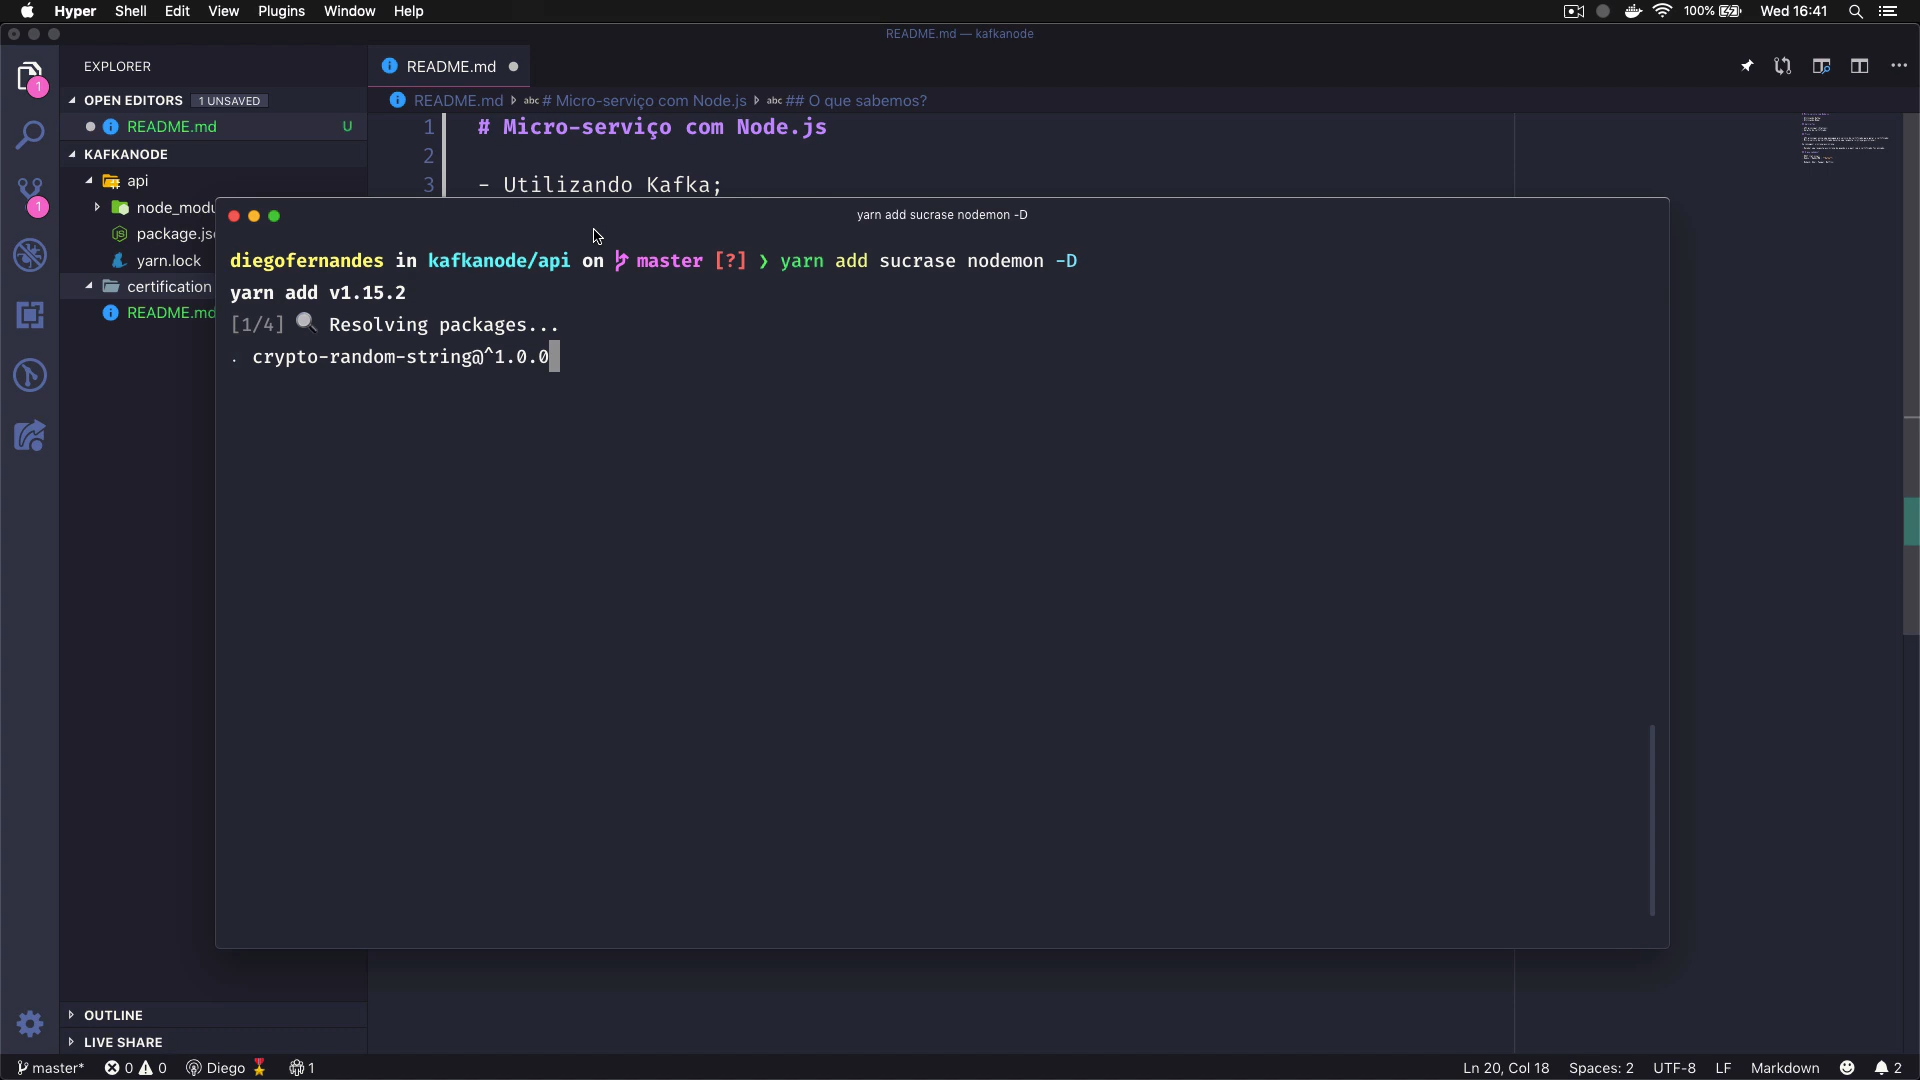 Hyper Shell Edit View Plugins Window Help 100% Wed 16:41
README.md — kafkanode
EXPLORER
README.md
OPEN EDITORS 1 UNSAVED
README.md # Micro-serviço com Node.js ## O que sabemos?
README.md U
1 # Micro-serviço com Node.js
KAFKANODE
2
api
3 - Utilizando Kafka;
node_modu
package.js
yarn.lock
certification
README.md
yarn add sucrase nodemon -D
diegofernandes in kafkanode/api on master [?] ❯ yarn add sucrase nodemon -D
yarn add v1.15.2
[1/4] 🔍 Resolving packages...
. crypto-random-string@^1.0.0
OUTLINE
LIVE SHARE
master* 0 0 Diego 1 Ln 20, Col 18 Spaces: 2 UTF-8 LF Markdown 2